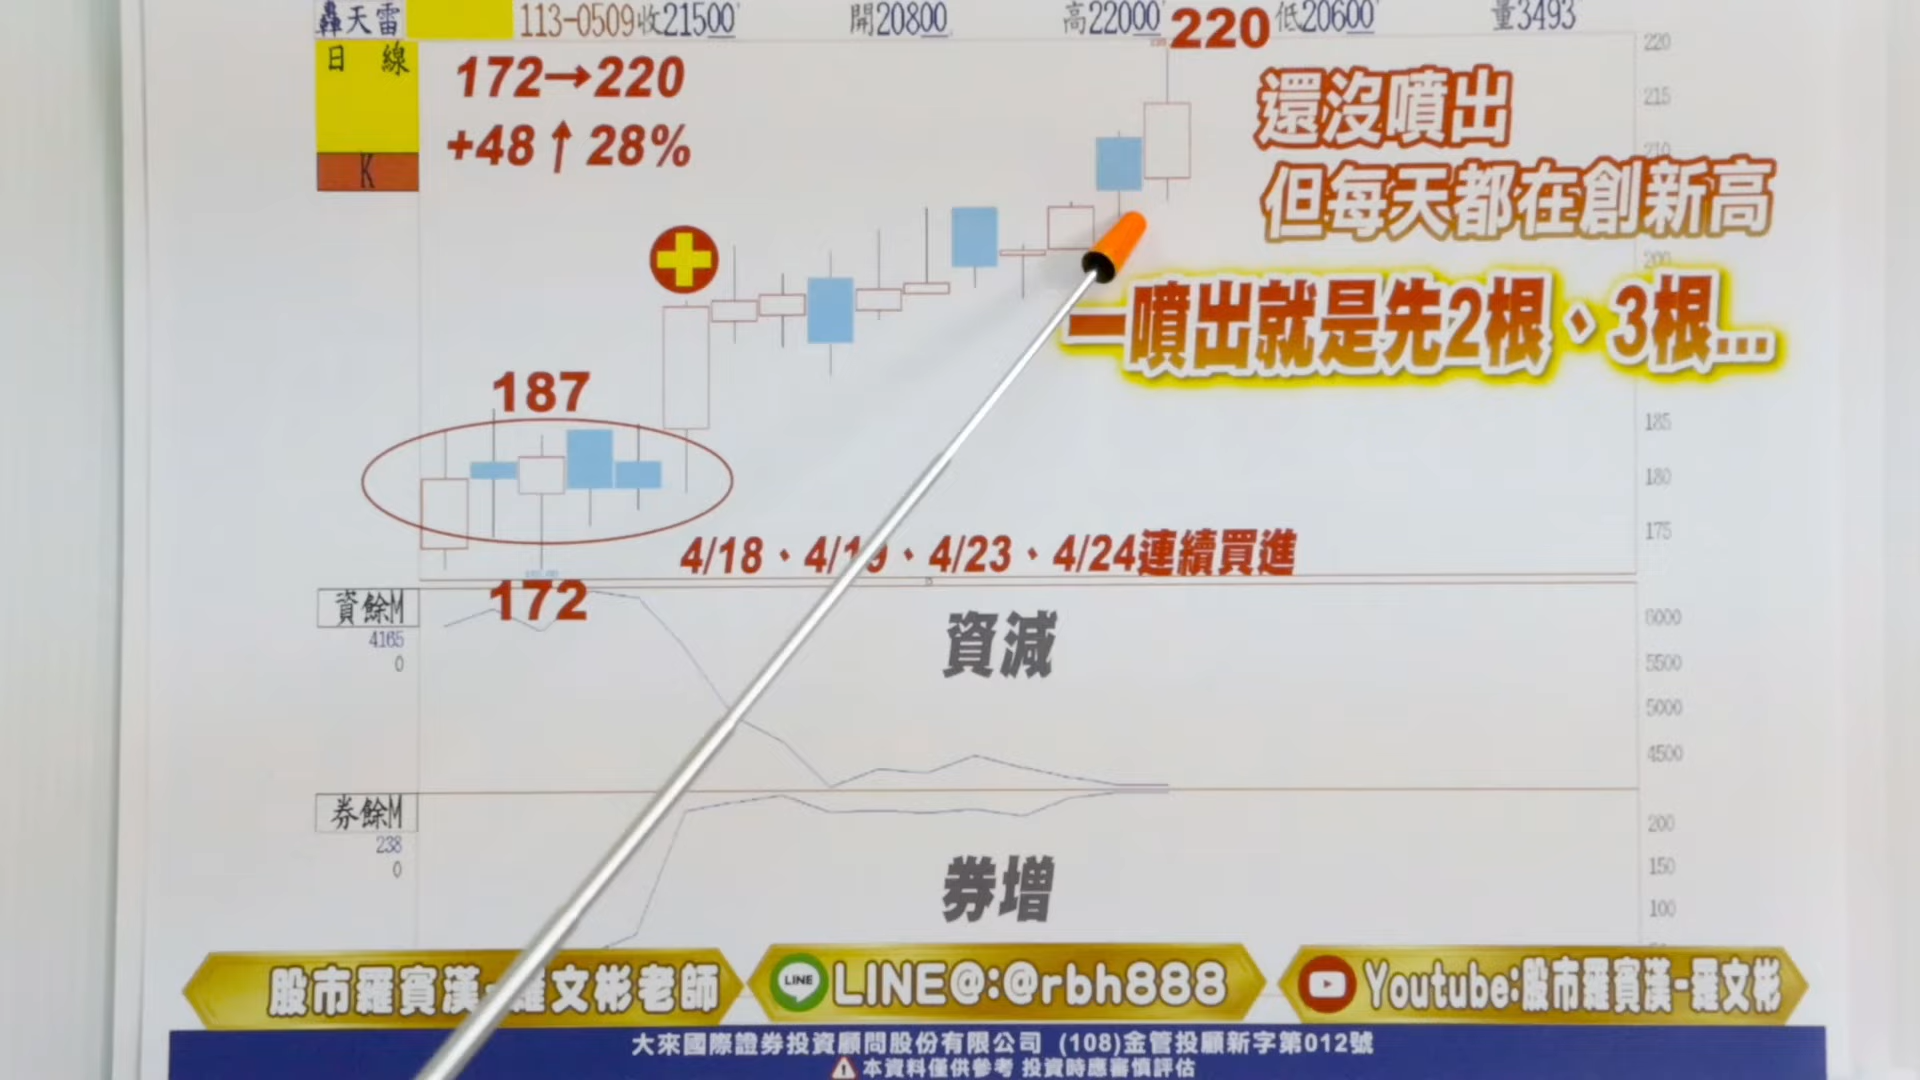 轟天雷 113-0509收21500 開20800 高22000 220 低20600 量3493
日 線
K
172→220
+48↑28%
220
215
210
200
185
180
175
還沒噴出
但每天都在創新高
一噴出就是先2根、3根...
187
172
4/18、4/19、4/23、4/24連續買進
資餘M
4165
0
資減
6000
5500
5000
4500
券餘M
238
0
券增
200
150
100
股市羅賓漢-羅文彬老師
LINE LINE@:@rbh888
Youtube:股市羅賓漢-羅文彬
大來國際證券投資顧問股份有限公司 (108)金管投顧新字第012號
本資料僅供參考 投資時應審慎評估